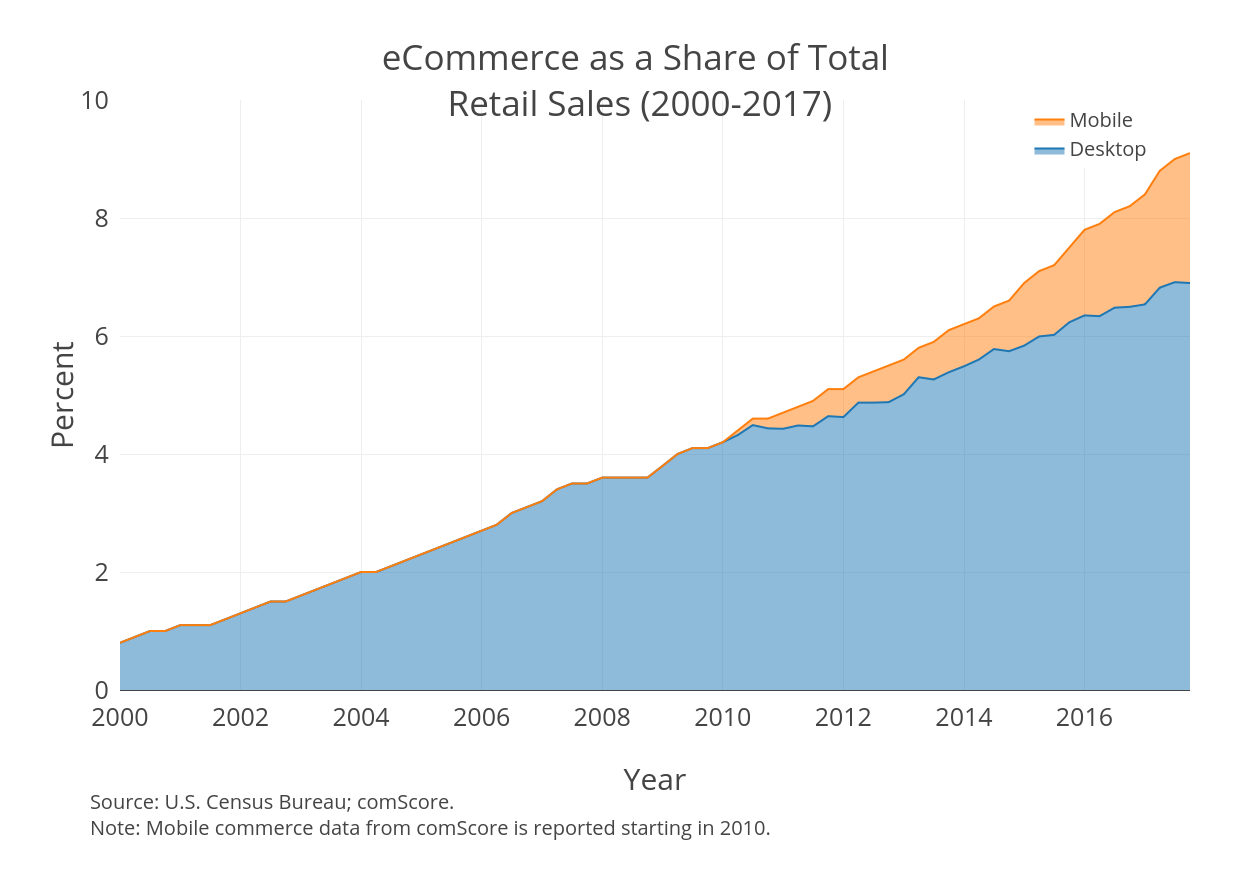 eCommerce as a Share of Total
Retail Sales (2000-2017)
Mobile
Desktop
10
8
6
4
2
0
Percent
2000 2002 2004 2006 2008 2010 2012 2014 2016
Year
Source: U.S. Census Bureau; comScore.
Note: Mobile commerce data from comScore is reported starting in 2010.